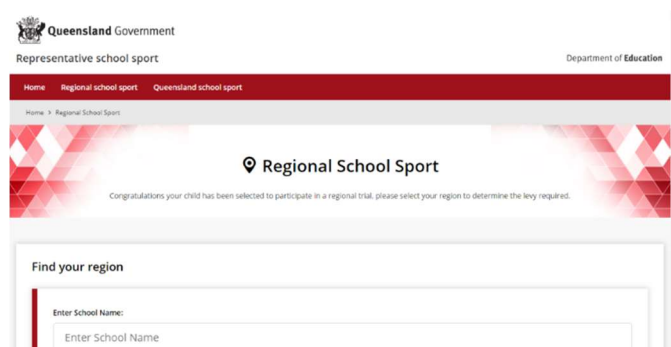 Queensland Government
Representative school sport
Department of Education
Home Regional school sport Queensland school sport
Home > Regional School Sport
Regional School Sport
Congratulations your child has been selected to participate in a regional trial, please select your region to determine the levy required.
Find your region
Enter School Name:
Enter School Name